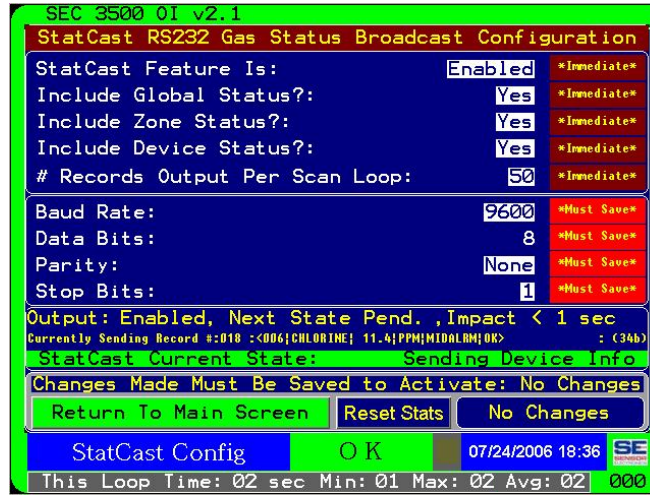 SEC 3500 OI v2.1
StatCast RS232 Gas Status Broadcast Configuration
StatCast Feature Is: Enabled *Immediate*
Include Global Status?: Yes *Immediate*
Include Zone Status?: Yes *Immediate*
Include Device Status?: Yes *Immediate*
# Records Output Per Scan Loop: 50 *Immediate*
Baud Rate: 9600 *Must Save*
Data Bits: 8 *Must Save*
Parity: None *Must Save*
Stop Bits: 1 *Must Save*
Output: Enabled, Next State Pend. ,Impact < 1 sec
Currently Sending Record #:018 :<006¦CHLORINE¦ 11.4¦PPM¦MIDALRM¦OK> : (34b)
StatCast Current State: Sending Device Info
Changes Made Must Be Saved to Activate: No Changes
Return To Main Screen Reset Stats No Changes
StatCast Config OK 07/24/2006 18:36 SE
SENSOR
This Loop Time: 02 sec Min: 01 Max: 02 Avg: 02 000